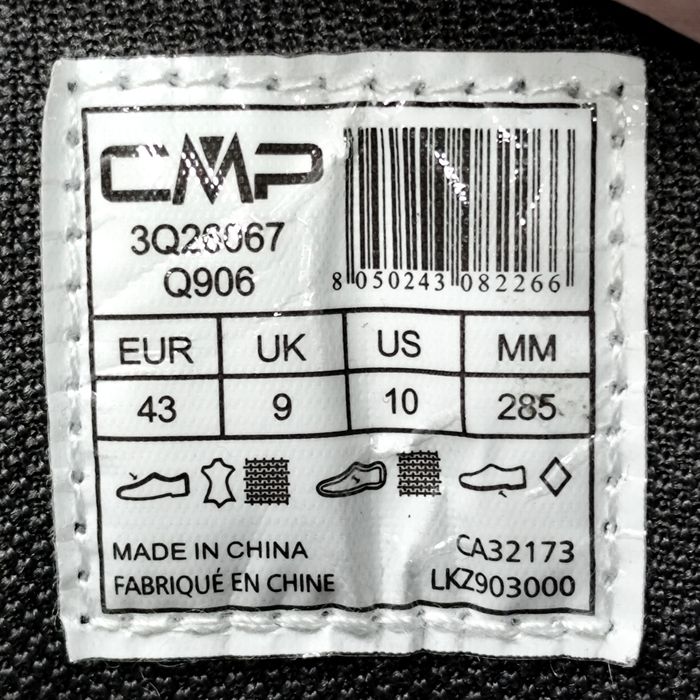 CMP
3Q26067
Q906
8 050243 082266
EUR UK US MM
43 9 10 285
MADE IN CHINA
FABRIQUÉ EN CHINE
CA32173
LKZ903000